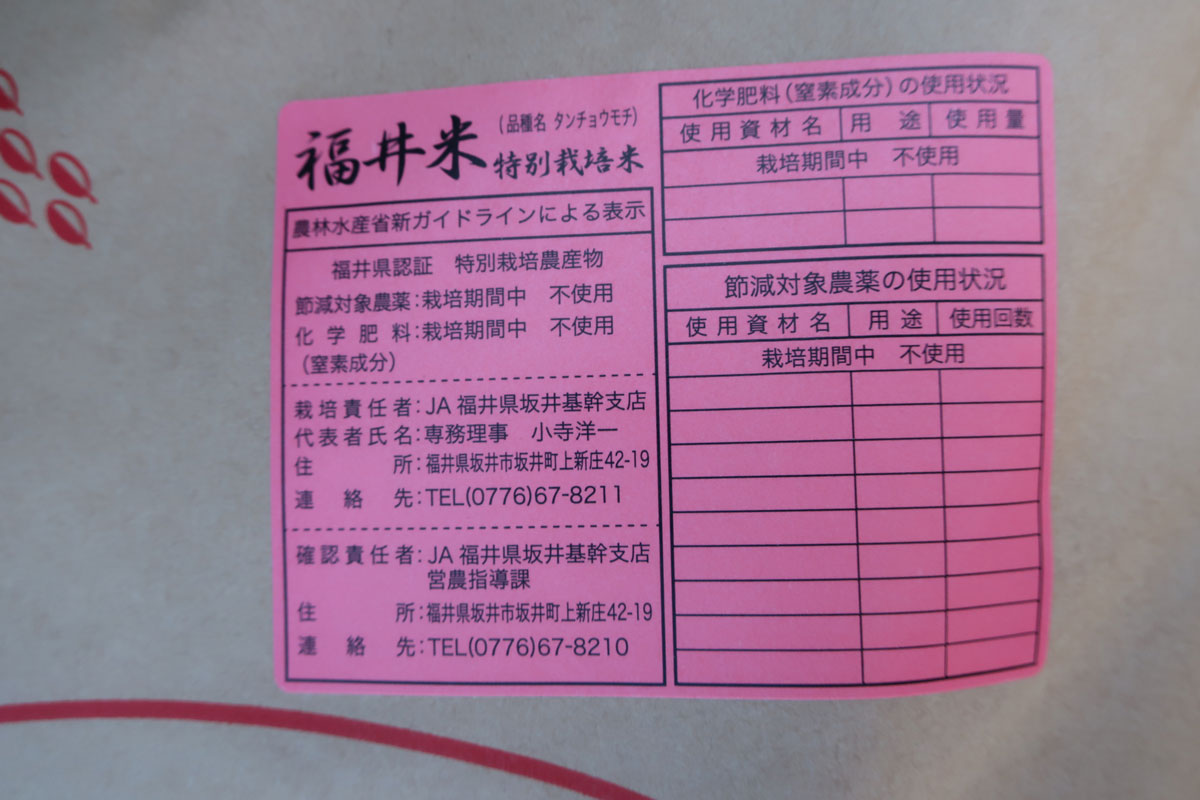 福井米
(品種名 タンチョウモチ)
特別栽培米
農林水産省新ガイドラインによる表示
福井県認証 特別栽培農産物
節減対象農薬:栽培期間中 不使用
化学肥料:栽培期間中 不使用
(窒素成分)
栽培責任者:JA 福井県坂井基幹支店
代表者氏名:専務理事 小寺洋一
住所:福井県坂井市坂井町上新庄42-19
連絡先:TEL(0776)67-8211
確認責任者:JA 福井県坂井基幹支店
営農指導課
住所:福井県坂井市坂井町上新庄42-19
連絡先:TEL(0776)67-8210
化学肥料(窒素成分)の使用状況
使用資材名 用途 使用量
栽培期間中 不使用
節減対象農薬の使用状況
使用資材名 用途 使用回数
栽培期間中 不使用